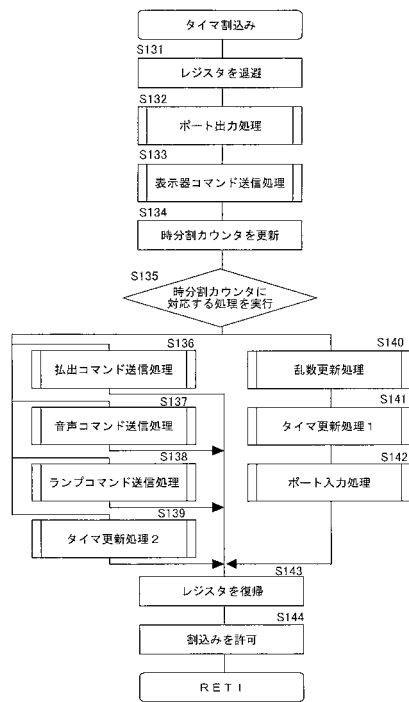 タイマ割込み
S131
レジスタを退避
S132
ポート出力処理
S133
表示器コマンド送信処理
S134
時分割カウンタを更新
S135
時分割カウンタに
対応する処理を実行
S136
払出コマンド送信処理
S137
音声コマンド送信処理
S138
ランプコマンド送信処理
S139
タイマ更新処理2
S140
乱数更新処理
S141
タイマ更新処理1
S142
ポート入力処理
S143
レジスタを復帰
S144
割込みを許可
RETI